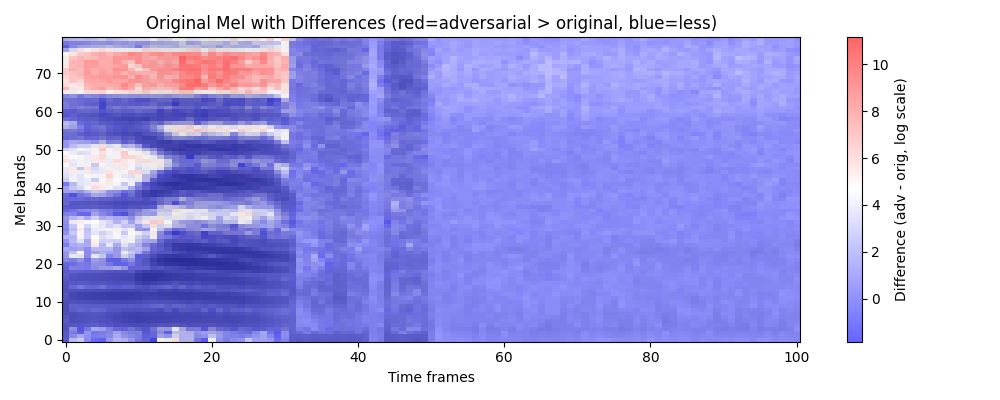 Original Mel with Differences (red=adversarial > original, blue=less)
Mel bands
70
60
50
40
30
20
10
0
0 20 40 60 80 100
Time frames
10
8
6
4
2
0
Difference (adv - orig, log scale)